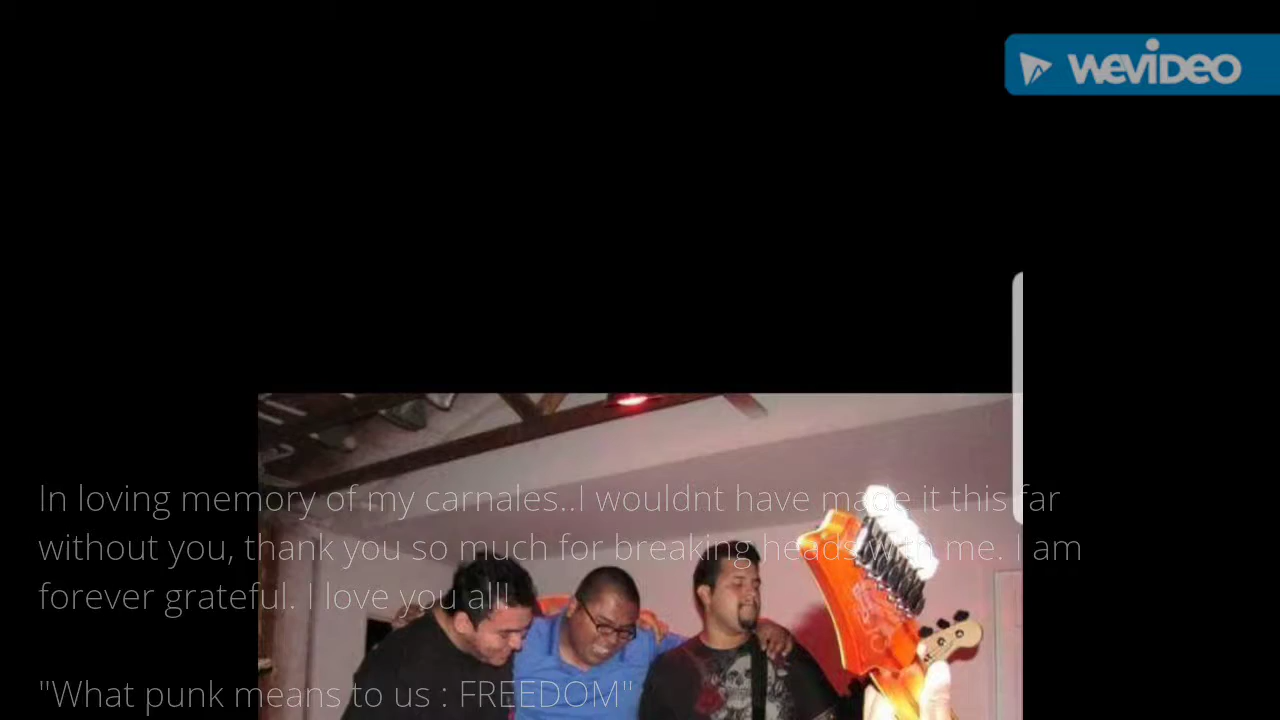 WEVIDEO
In loving memory of my carnales..I wouldnt have made it this far
without you, thank you so much for breaking heads with me. I am
forever grateful. I love you all!
"What punk means to us : FREEDOM"